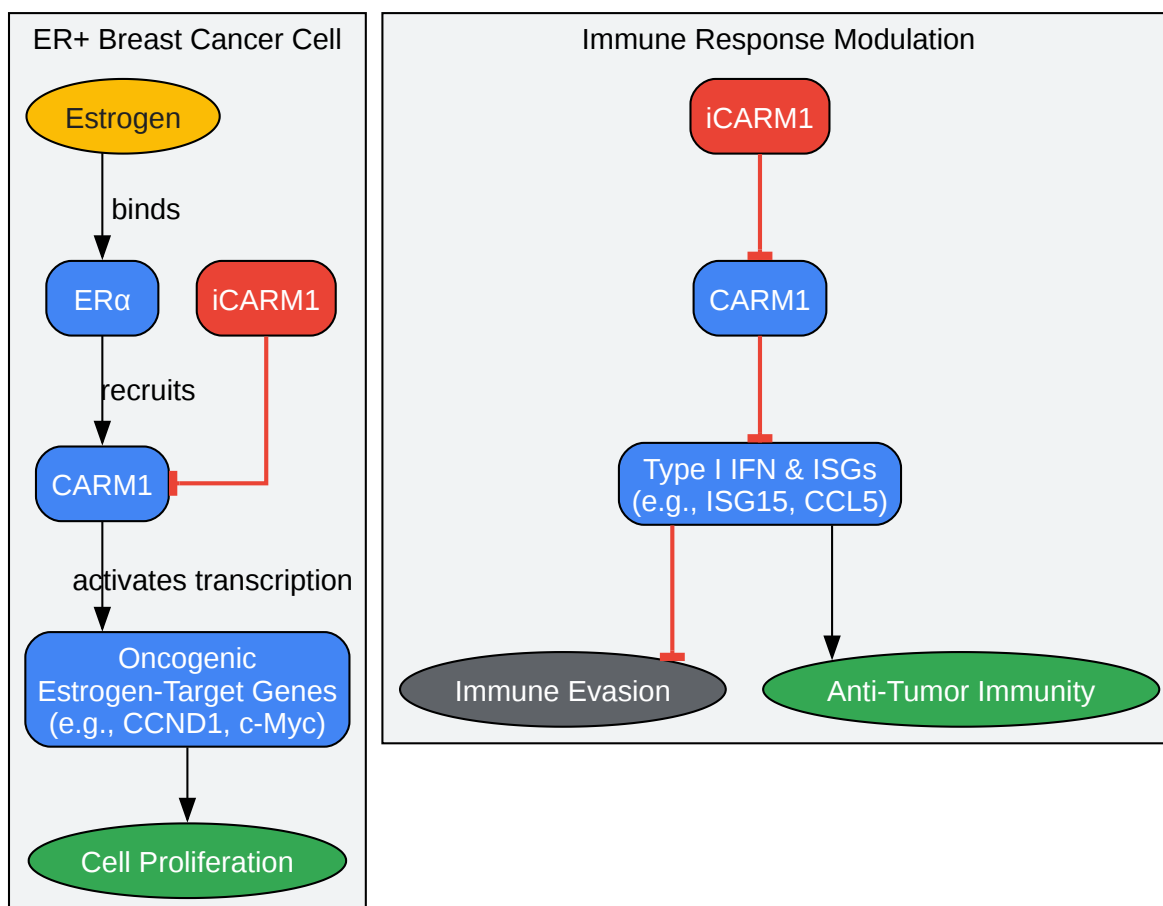 ER+ Breast Cancer Cell
Estrogen
binds
ERα
iCARM1
recruits
CARM1
activates transcription
Oncogenic
Estrogen-Target Genes
(e.g., CCND1, c-Myc)
Cell Proliferation
Immune Response Modulation
iCARM1
CARM1
Type I IFN & ISGs
(e.g., ISG15, CCL5)
Immune Evasion
Anti-Tumor Immunity